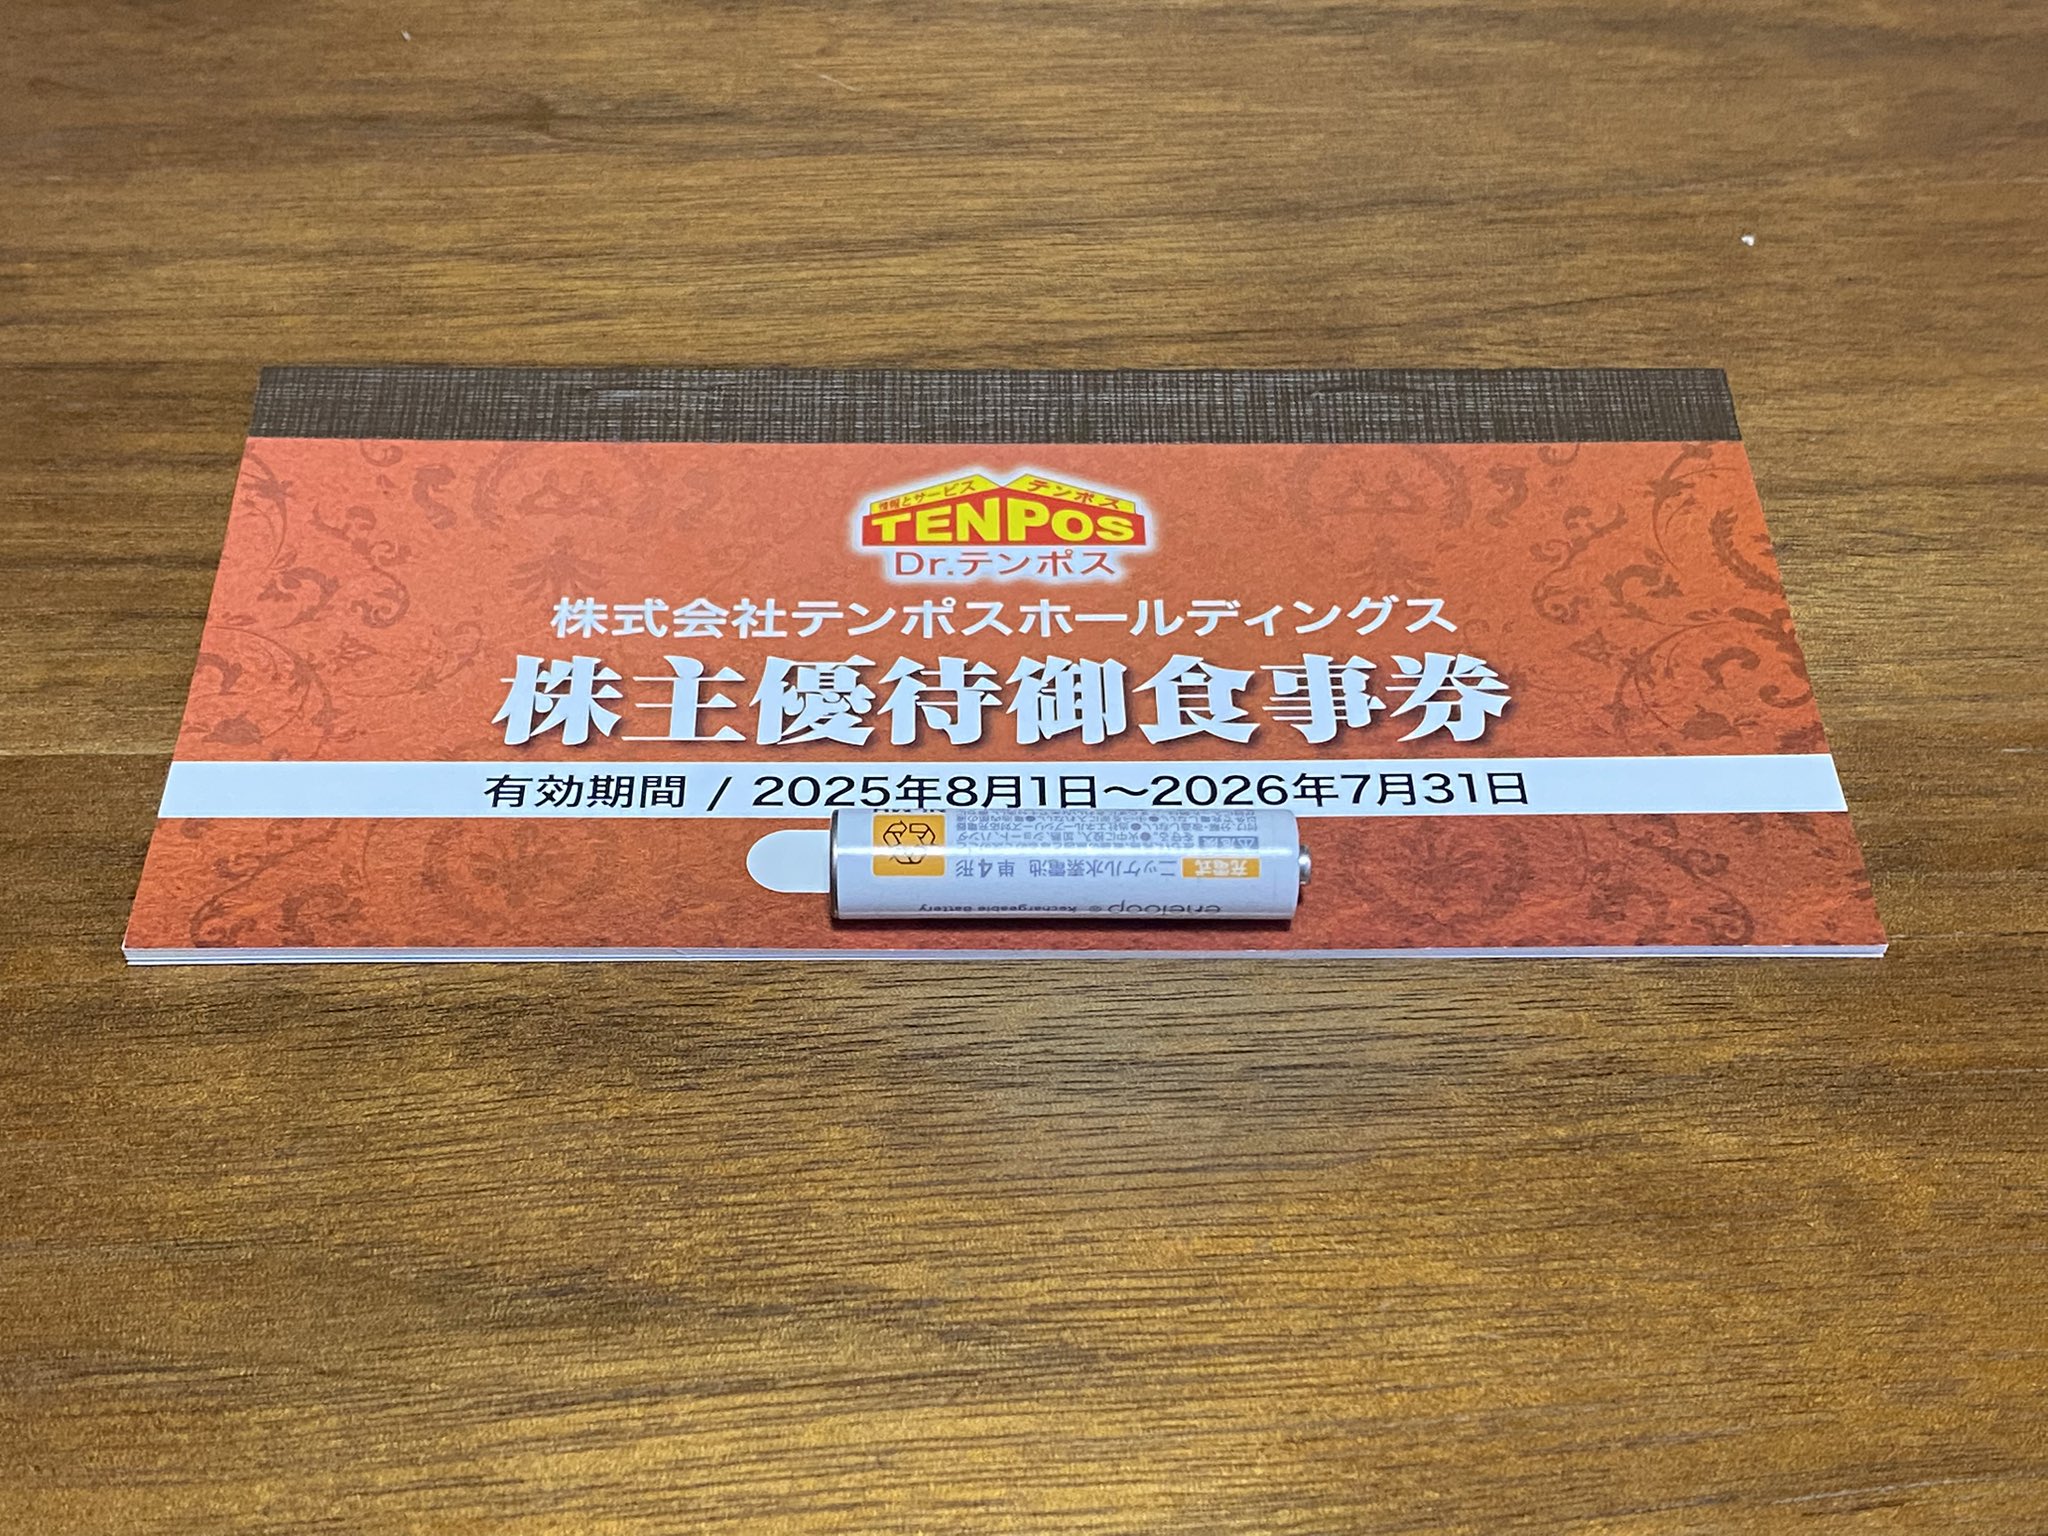 情報とサービス テンポス
TENPOS
Dr.テンポス
株式会社テンポスホールディングス
株主優待御食事券
有効期間 / 2025年8月1日〜2026年7月31日
充電式 ニッケル水素電池 単4形
eneloop Rechargeable Battery